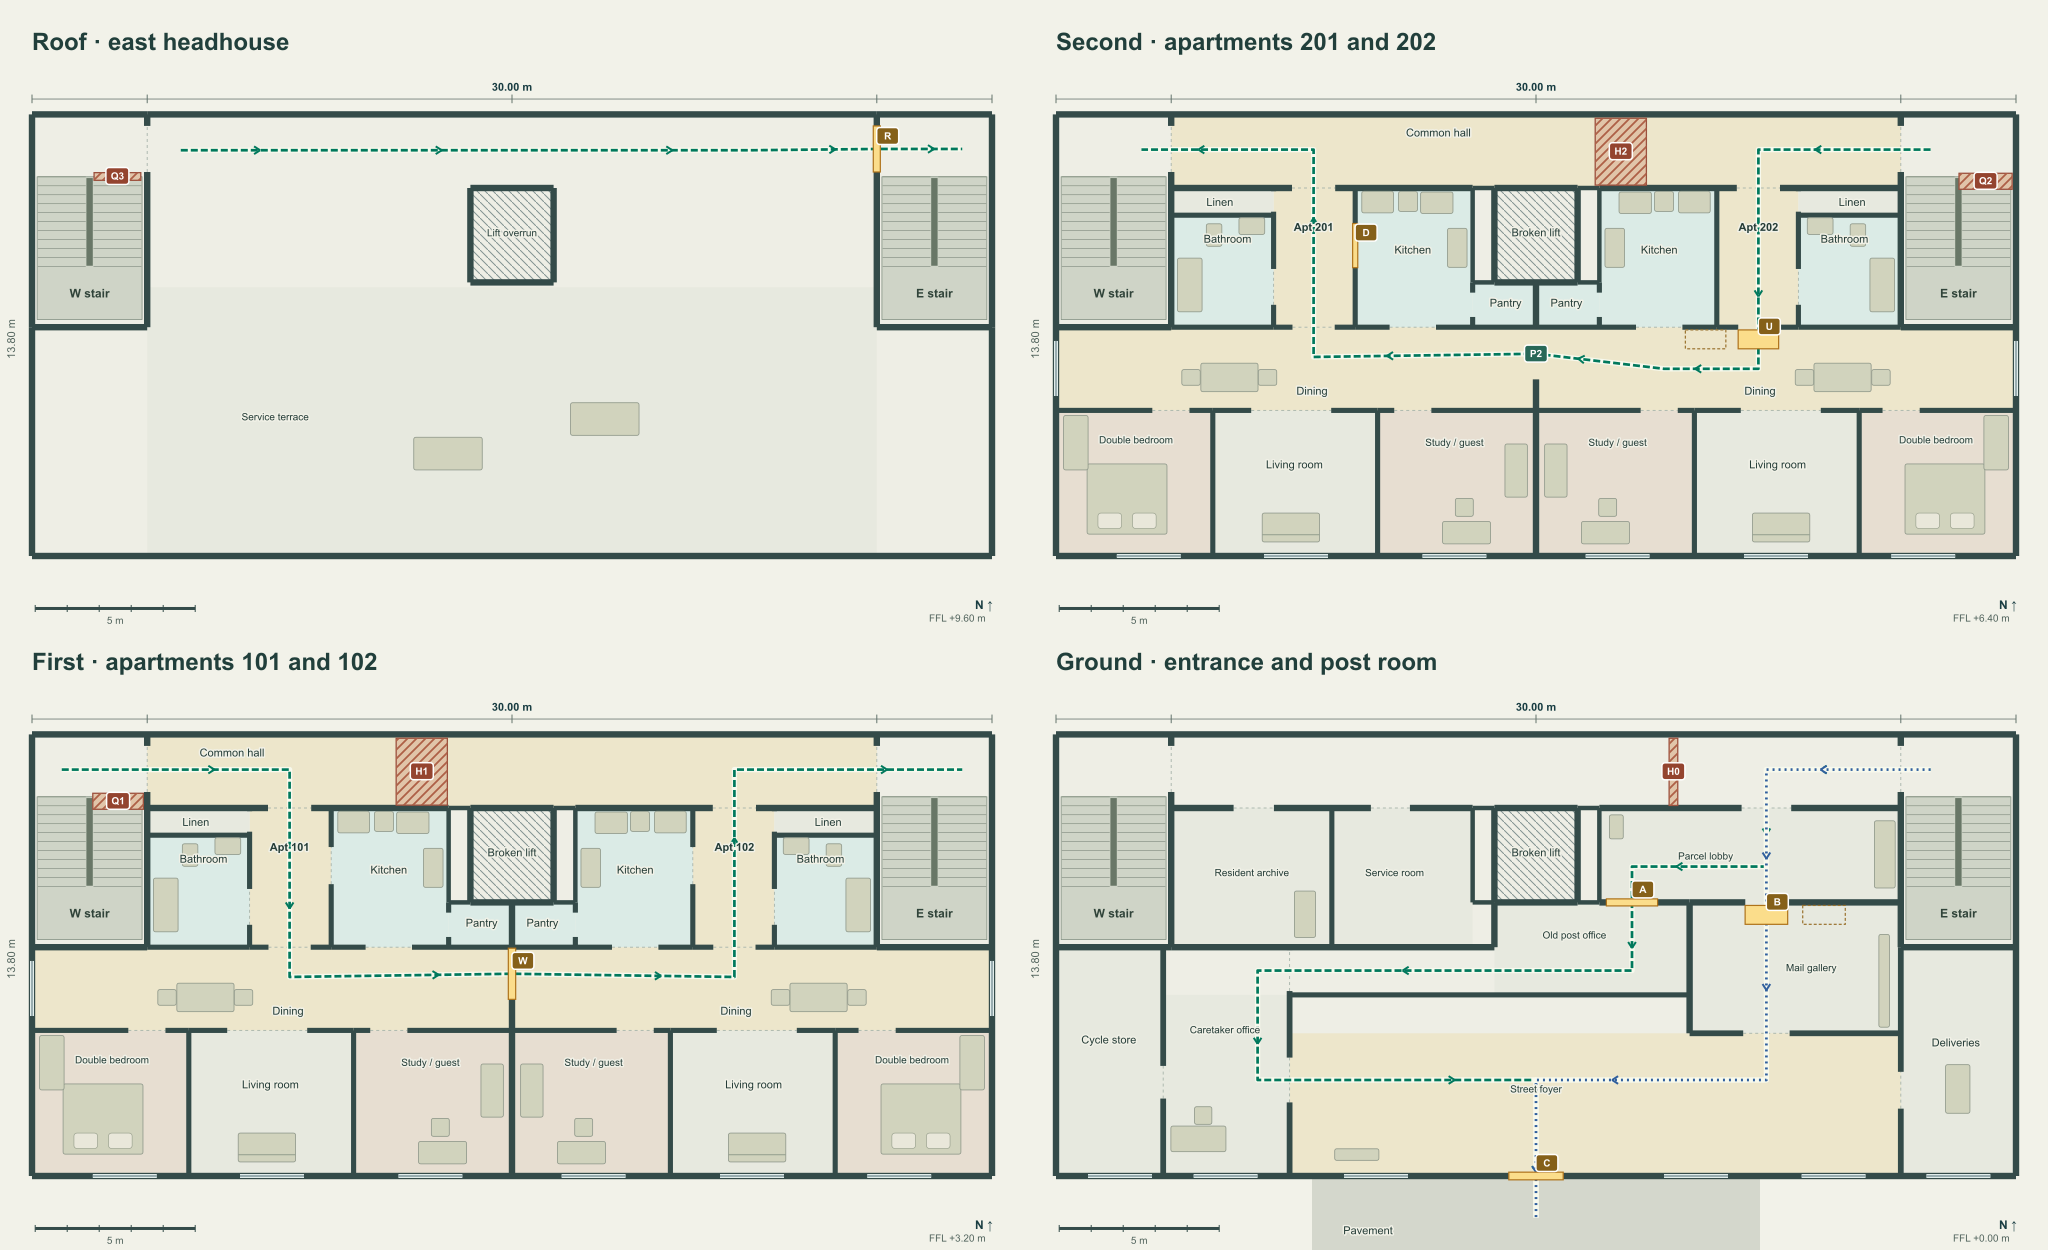 Roof · east headhouse
30.00 m
R
Q3
Lift overrun
W stair
E stair
13.80 m
Service terrace
5 m
N ↑
FFL +9.60 m
Second · apartments 201 and 202
30.00 m
Common hall
H2
Q2
Linen
Linen
Apt 201
D
Bathroom
Kitchen
Broken lift
Kitchen
Apt 202
Bathroom
W stair
Pantry
Pantry
E stair
U
13.80 m
P2
Dining
Dining
Double bedroom
Living room
Study / guest
Study / guest
Living room
Double bedroom
5 m
N ↑
FFL +6.40 m
First · apartments 101 and 102
30.00 m
Common hall
H1
Q1
Linen
Linen
Apt 101
Bathroom
Kitchen
Broken lift
Kitchen
Apt 102
Bathroom
W stair
Pantry
Pantry
E stair
W
13.80 m
Dining
Dining
Double bedroom
Living room
Study / guest
Study / guest
Living room
Double bedroom
5 m
N ↑
FFL +3.20 m
Ground · entrance and post room
30.00 m
H0
Broken lift
Parcel lobby
Resident archive
Service room
A
B
W stair
E stair
Old post office
13.80 m
Mail gallery
Cycle store
Caretaker office
Deliveries
Street foyer
C
Pavement
5 m
N ↑
FFL +0.00 m